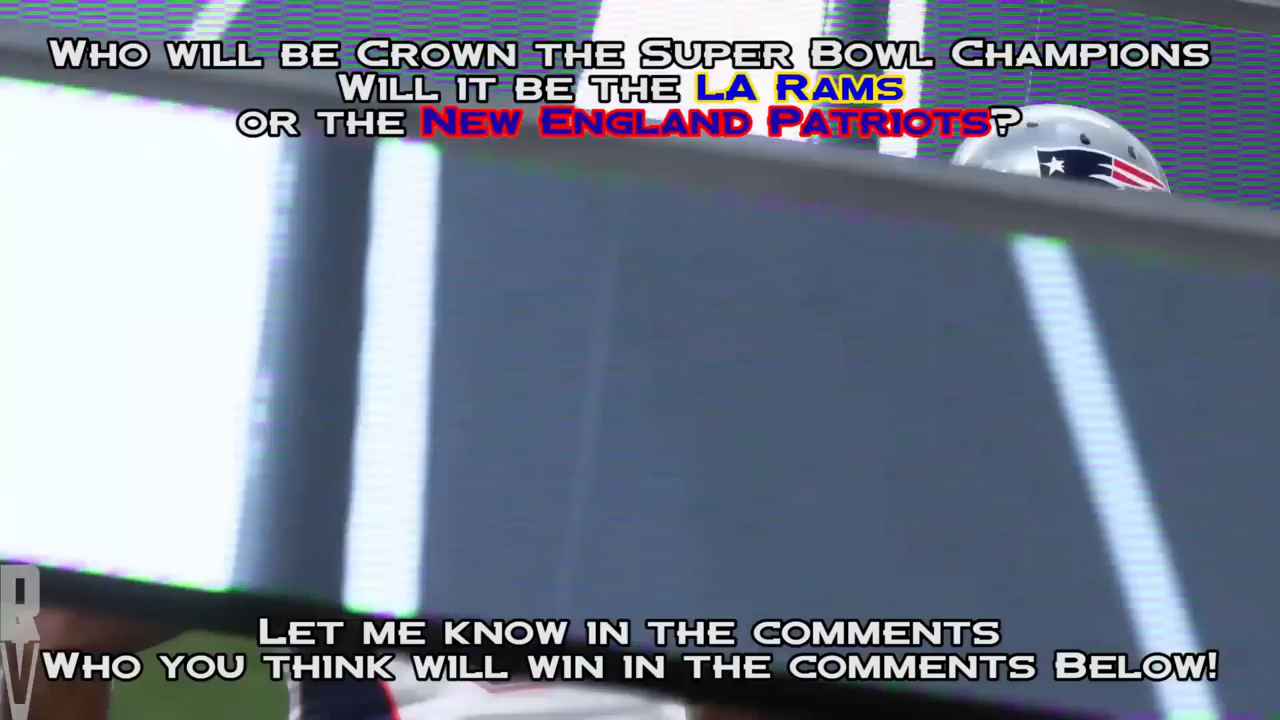 Who will be Crown the Super Bowl Champions
Will it be the LA Rams
or the New England Patriots?
Let me know in the comments
Who you think will win in the comments Below!
RV